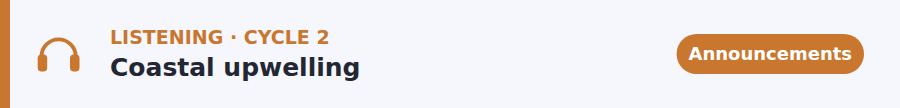 LISTENING · CYCLE 2
Coastal upwelling
Announcements